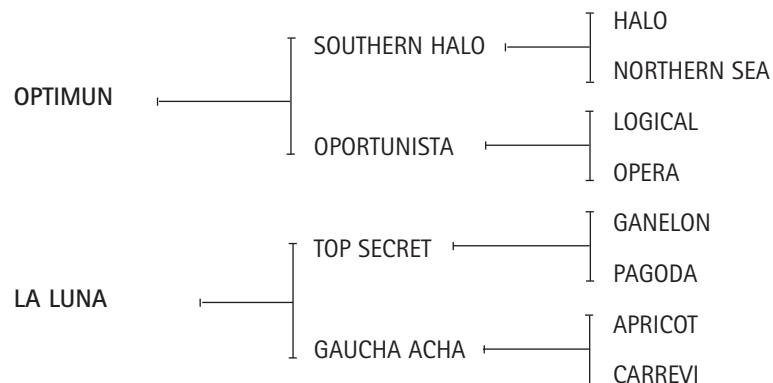 HALO
SOUTHERN HALO
NORTHERN SEA
OPTIMUN
LOGICAL
OPORTUNISTA
OPERA
GANELON
TOP SECRET
PAGODA
LA LUNA
APRICOT
GAUCHA ACHA
CARREVI